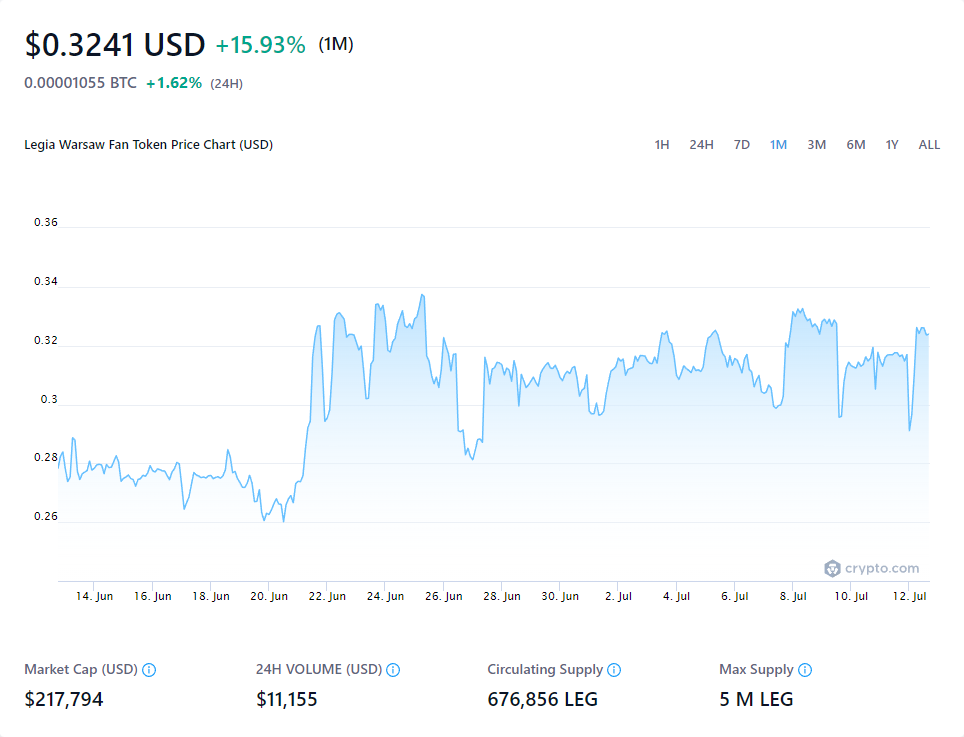 $0.3241 USD +15.93% (1M)
0.00001055 BTC +1.62% (24H)
Legia Warsaw Fan Token Price Chart (USD)
1H 24H 7D 1M 3M 6M 1Y ALL
0.36
0.34
0.32
0.3
0.28
0.26
crypto.com
14. Jun 16. Jun 18. Jun 20. Jun 22. Jun 24. Jun 26. Jun 28. Jun 30. Jun 2. Jul 4. Jul 6. Jul 8. Jul 10. Jul 12. Jul
Market Cap (USD) 24H VOLUME (USD) Circulating Supply Max Supply
$217,794 $11,155 676,856 LEG 5 M LEG